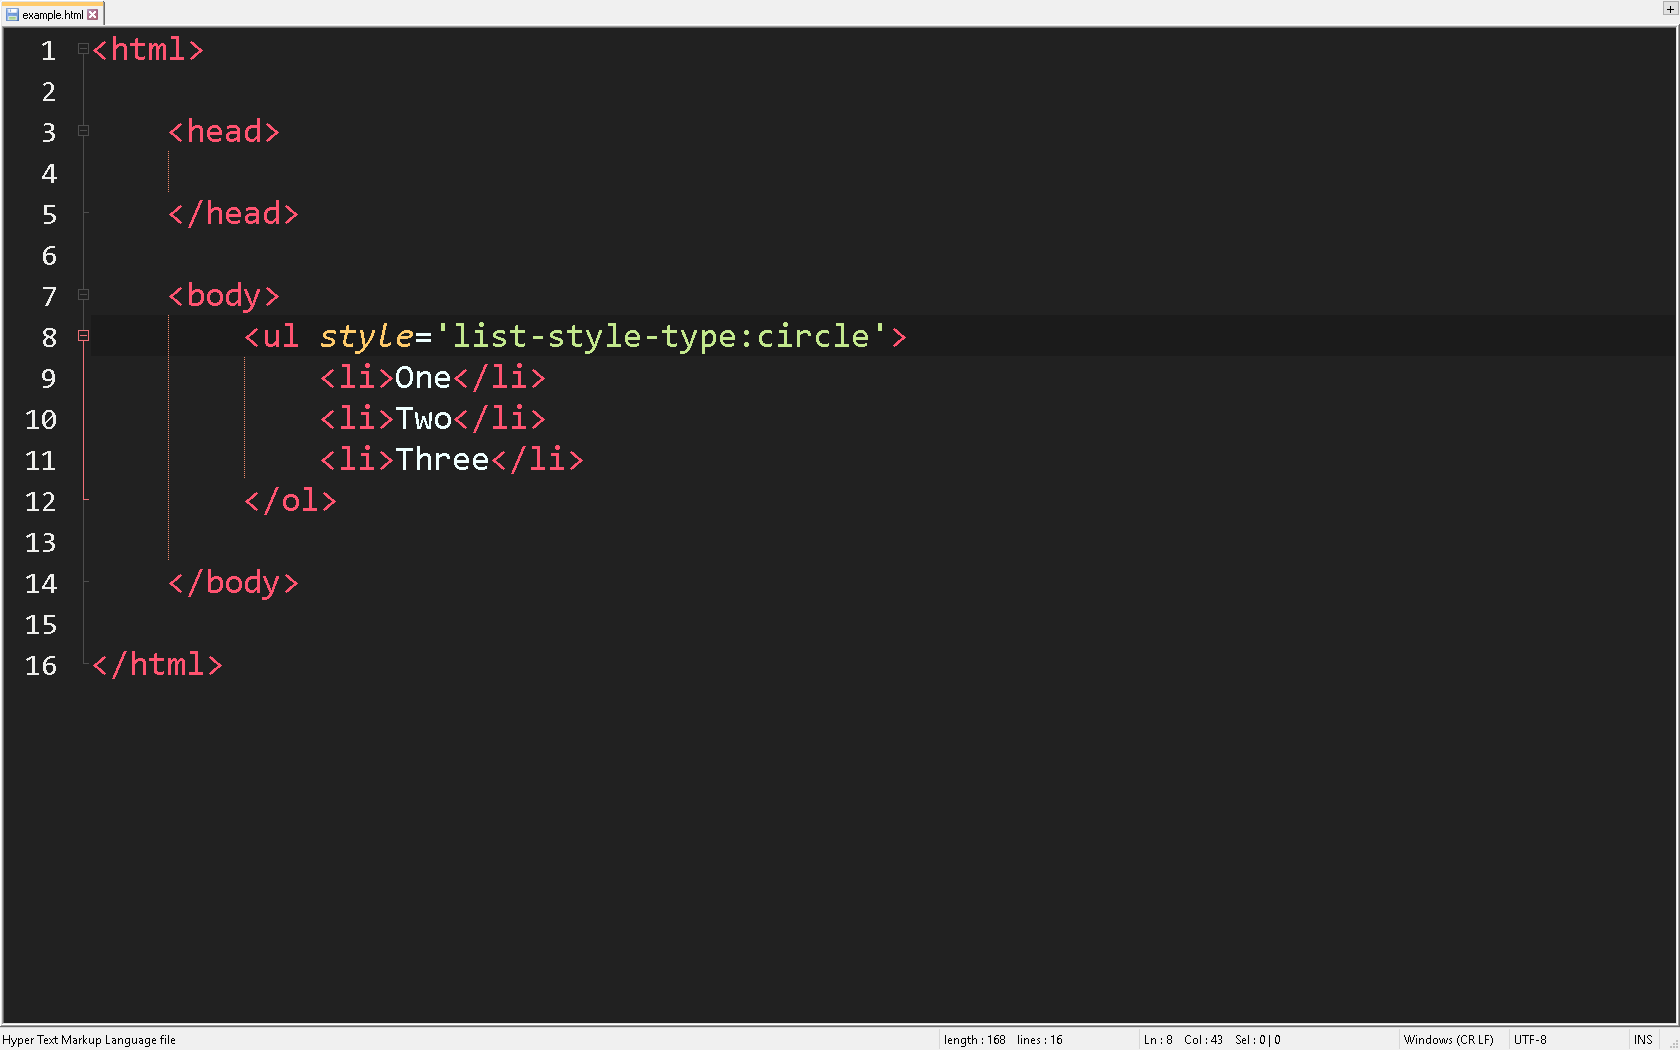 example.html
1 <html>
2
3 <head>
4
5 </head>
6
7 <body>
8 <ul style='list-style-type:circle'>
9 <li>One</li>
10 <li>Two</li>
11 <li>Three</li>
12 </ol>
13
14 </body>
15
16 </html>
Hyper Text Markup Language file length : 168 lines : 16 Ln : 8 Col : 43 Sel : 0 | 0 Windows (CR LF) UTF-8 INS